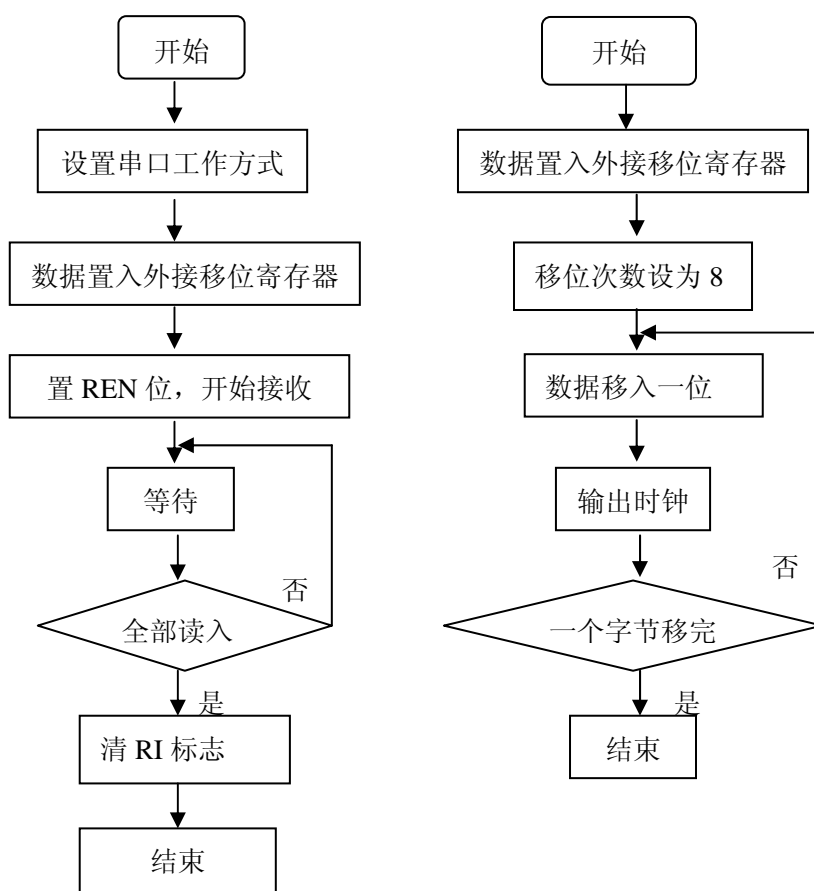 开始
设置串口工作方式
数据置入外接移位寄存器
置 REN 位，开始接收
等待
否
全部读入
是
清 RI 标志
结束
开始
数据置入外接移位寄存器
移位次数设为 8
数据移入一位
输出时钟
否
一个字节移完
是
结束